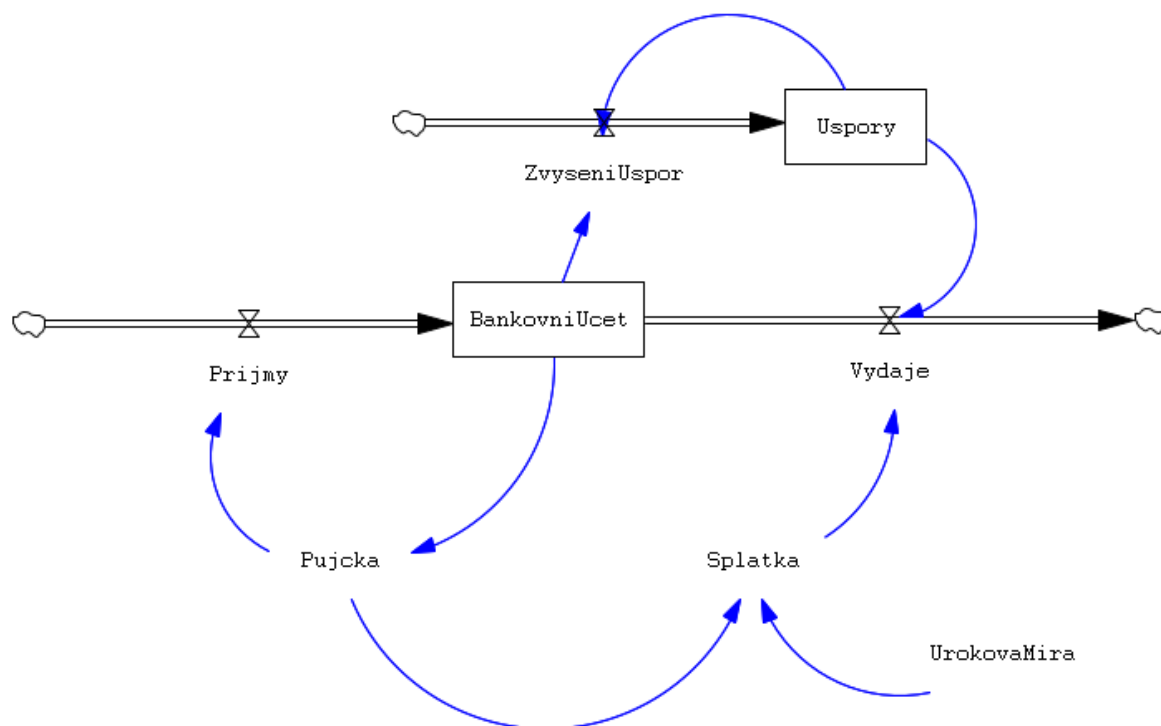 Uspory
ZvyseniUspor
BankovniUcet
Prijmy
Vydaje
Pujcka
Splatka
UrokovaMira